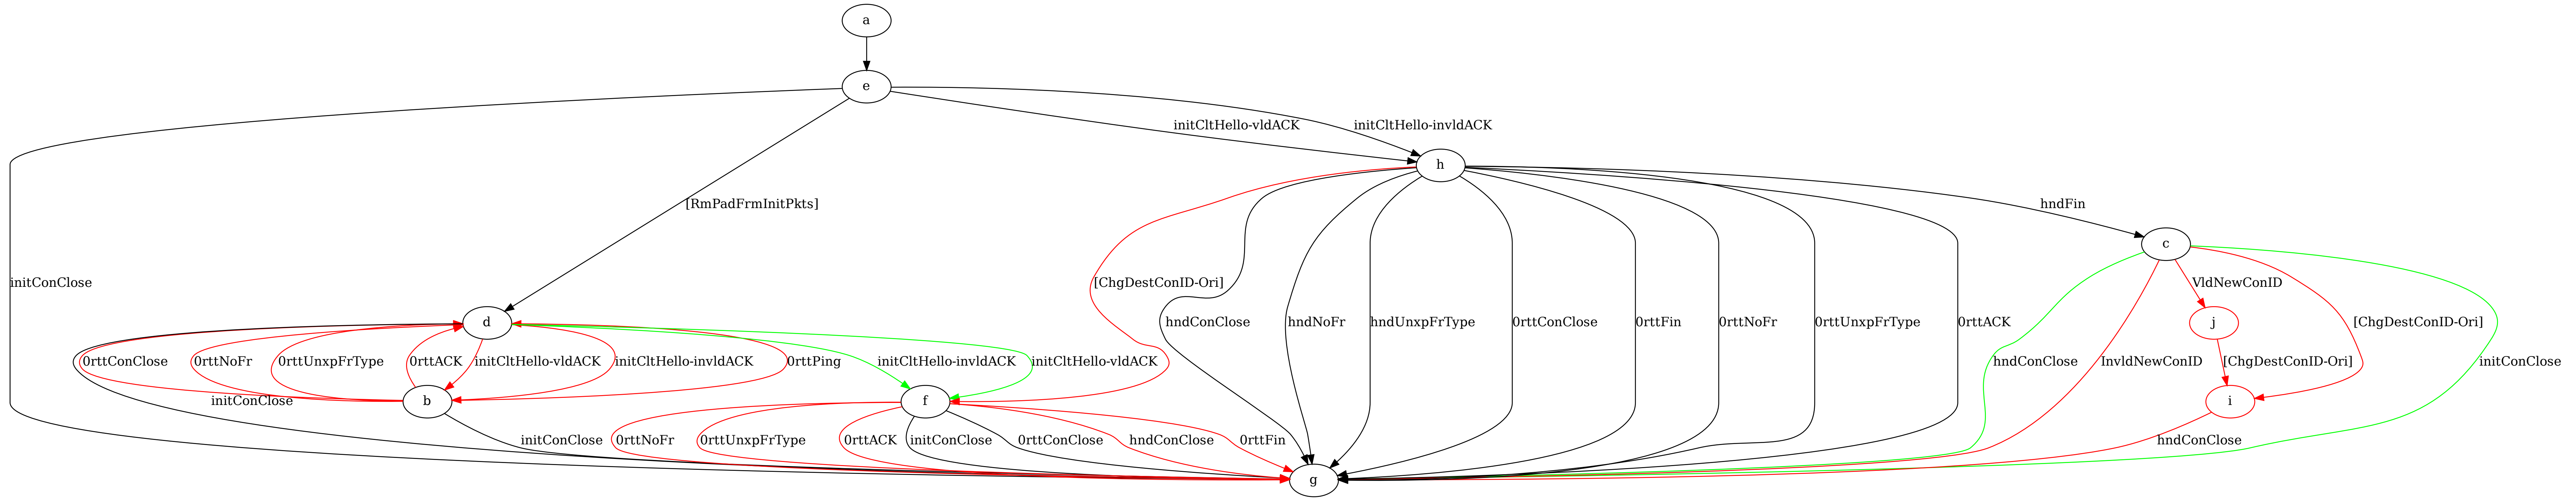 a
e
initCltHello-vldACK
initCltHello-invldACK
h
[RmPadFrmInitPkts]
hndFin
c
initConClose
[ChgDestConID-Ori]
VldNewConID
d
hndConClose
hndNoFr
hndUnxpFrType
0rttConClose
0rttFin
0rttNoFr
0rttUnxpFrType
0rttACK
j
[ChgDestConID-Ori]
0rttConClose
0rttNoFr
0rttUnxpFrType
0rttACK
initCltHello-vldACK
initCltHello-invldACK
0rttPing
initCltHello-invldACK
initCltHello-vldACK
hndConClose
InvldNewConID
[ChgDestConID-Ori]
initConClose
initConClose
b
f
i
initConClose
0rttNoFr
0rttUnxpFrType
0rttACK
initConClose
0rttConClose
hndConClose
0rttFin
hndConClose
g